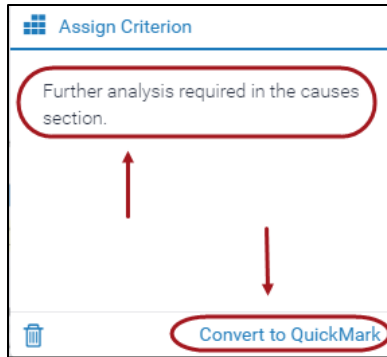 Assign Criterion
Further analysis required in the causes
section.
Convert to QuickMark